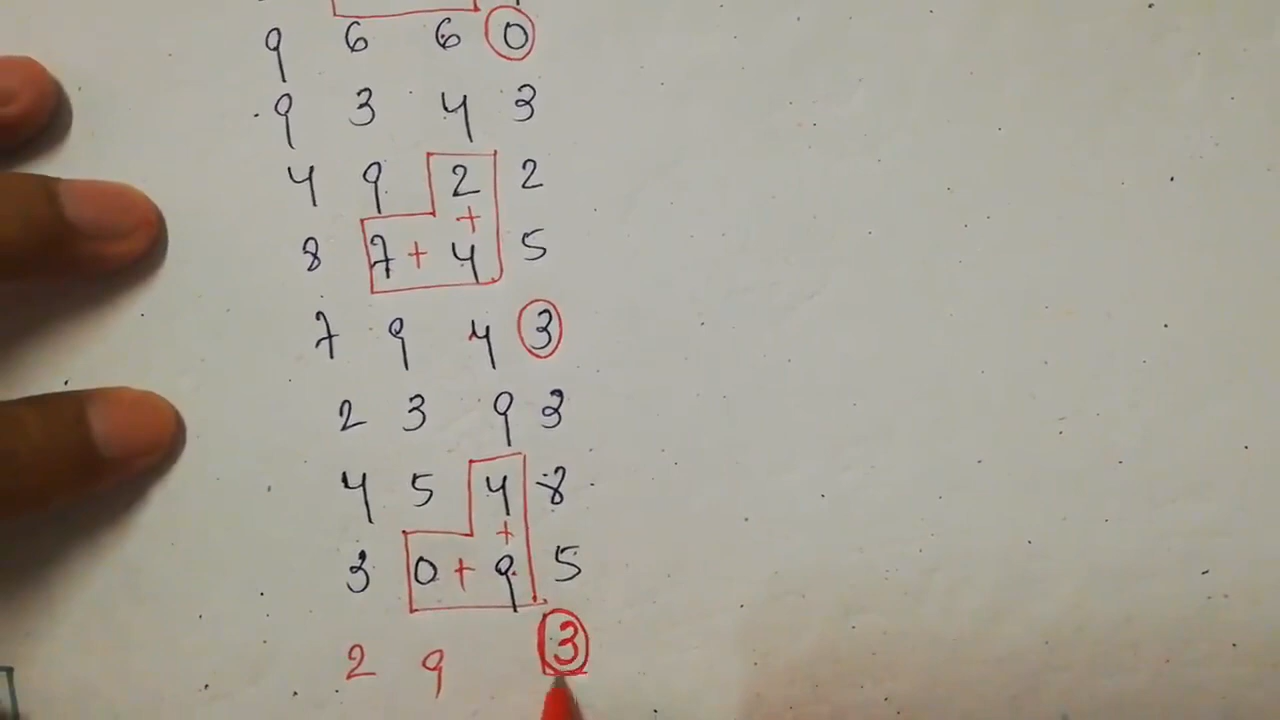 9 6 6 0
9 3 4 3
4 9 2 2
+
8 7 + 4 5
7 9 4 3
2 3 9 3
4 5 4 8
+
3 0 + 9 5
2 9 3